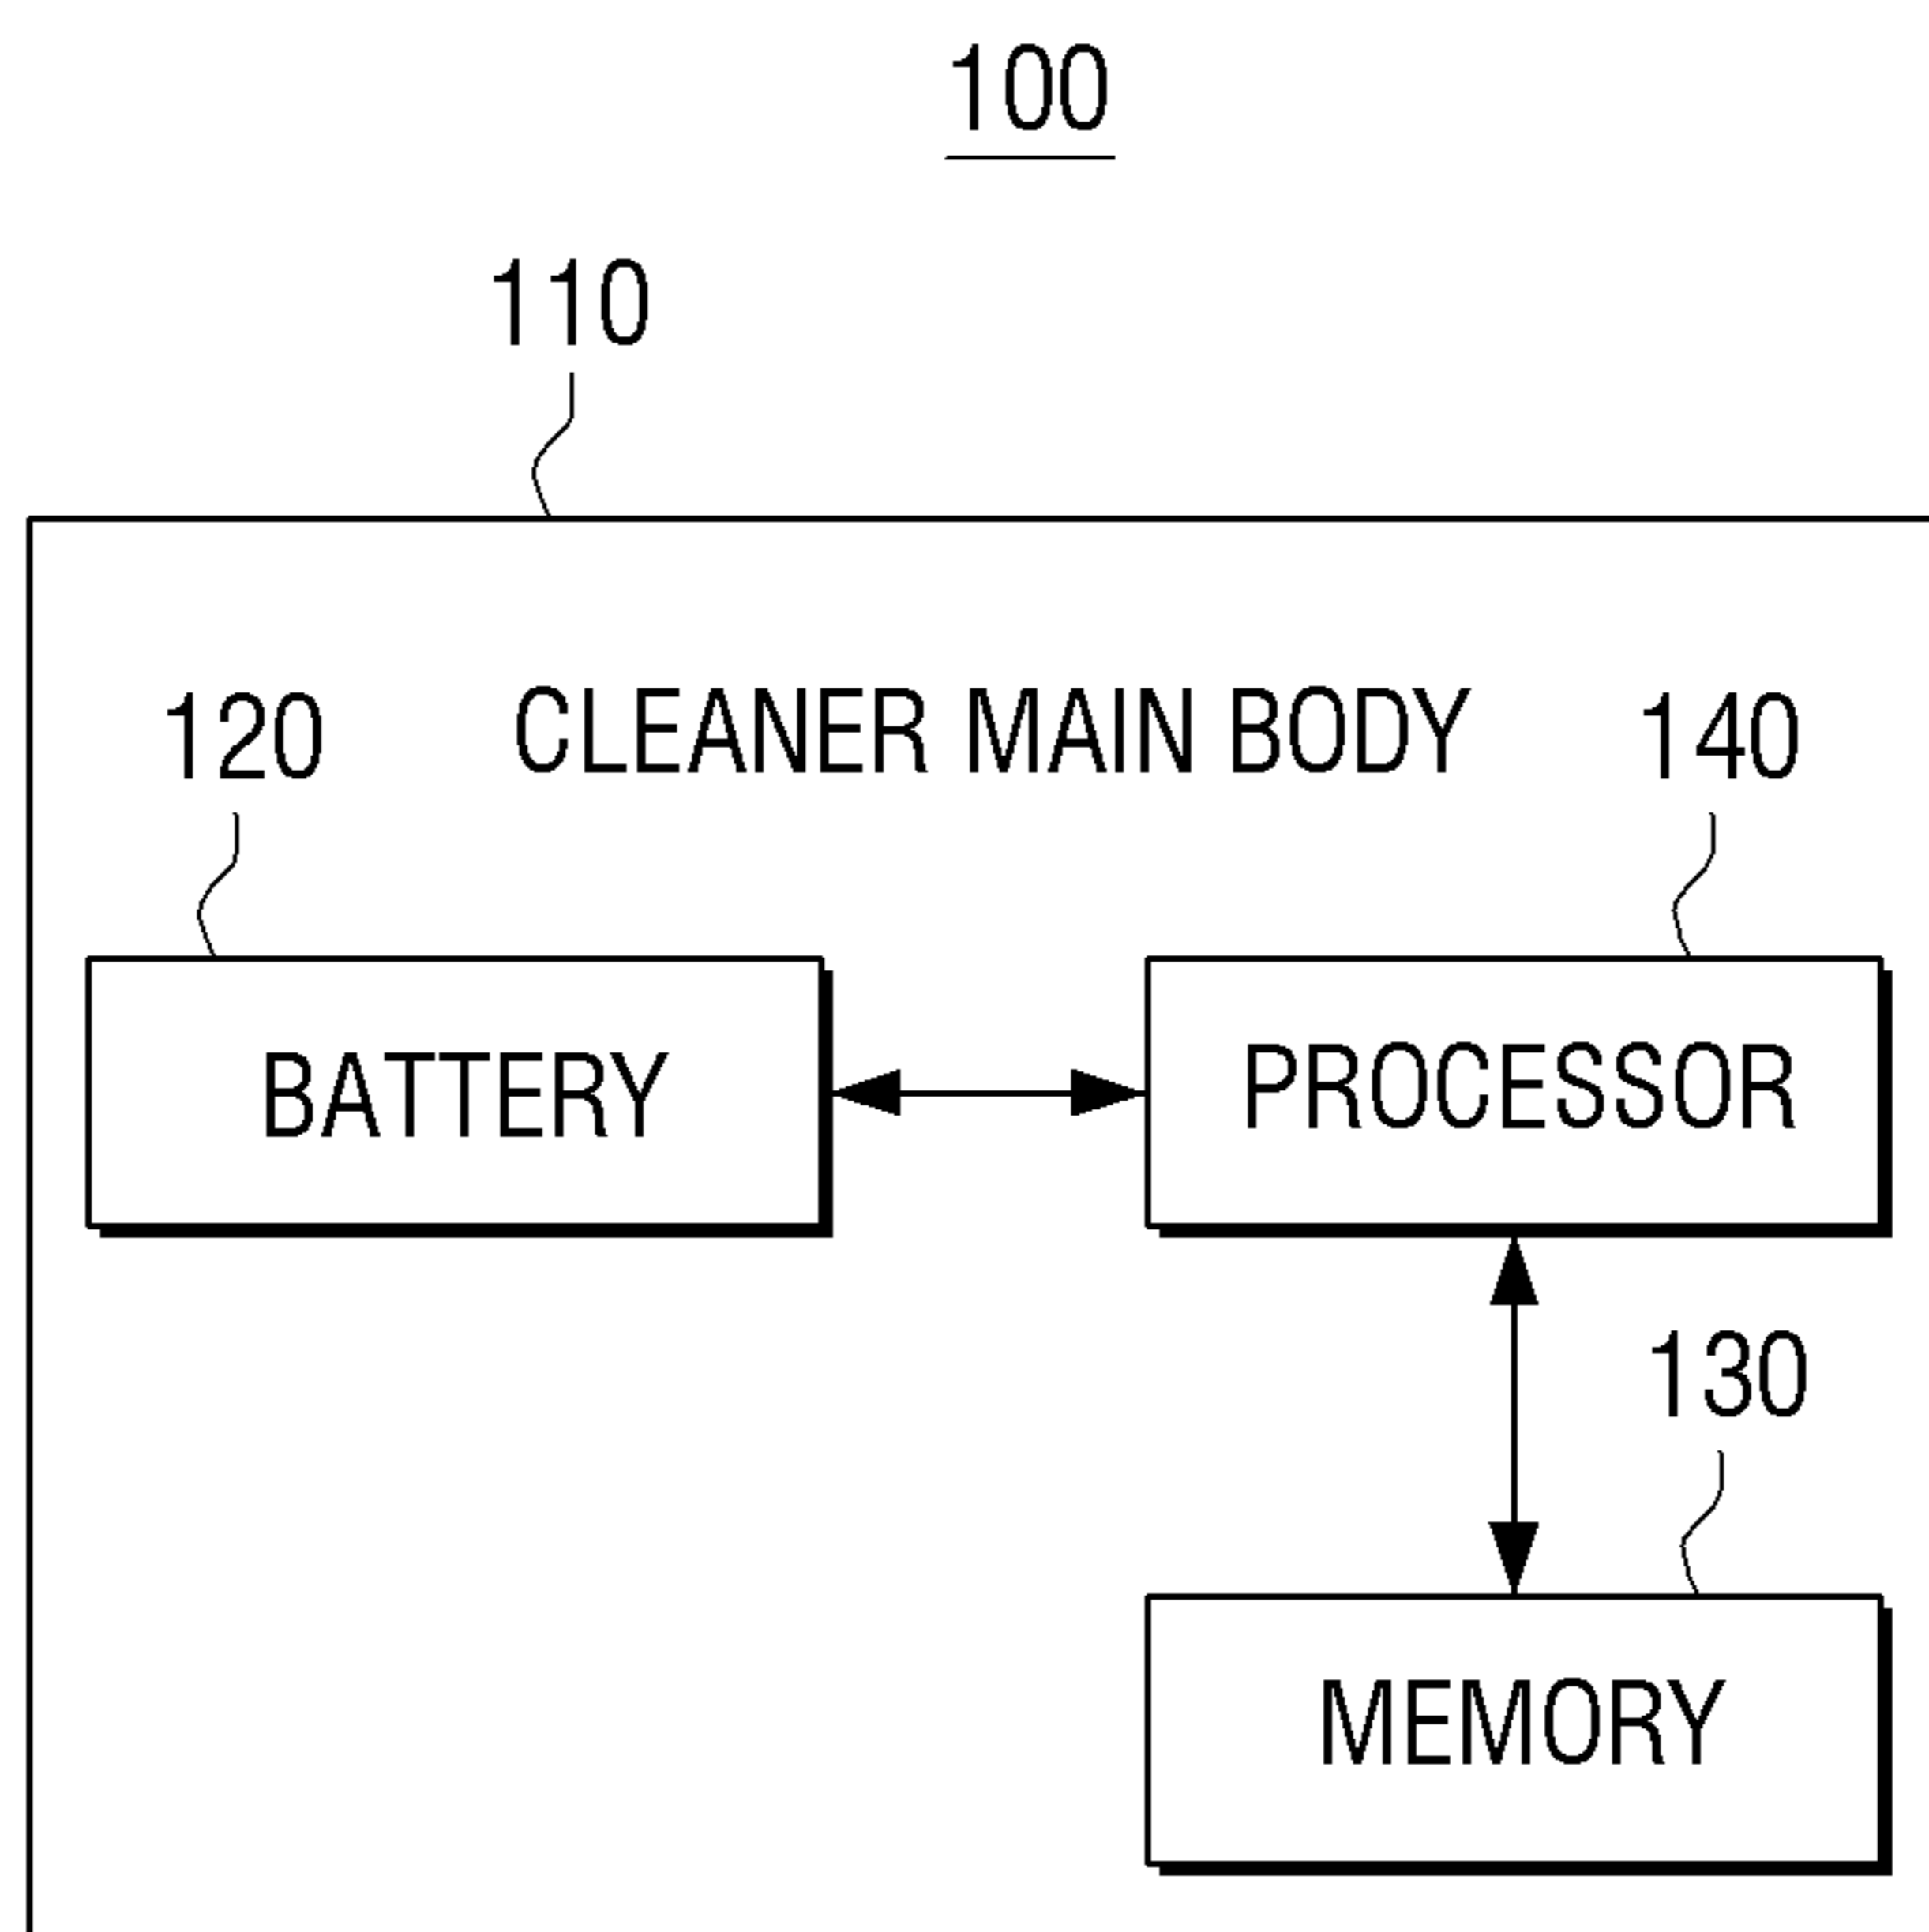 100
110
120 CLEANER MAIN BODY 140
BATTERY PROCESSOR
130
MEMORY